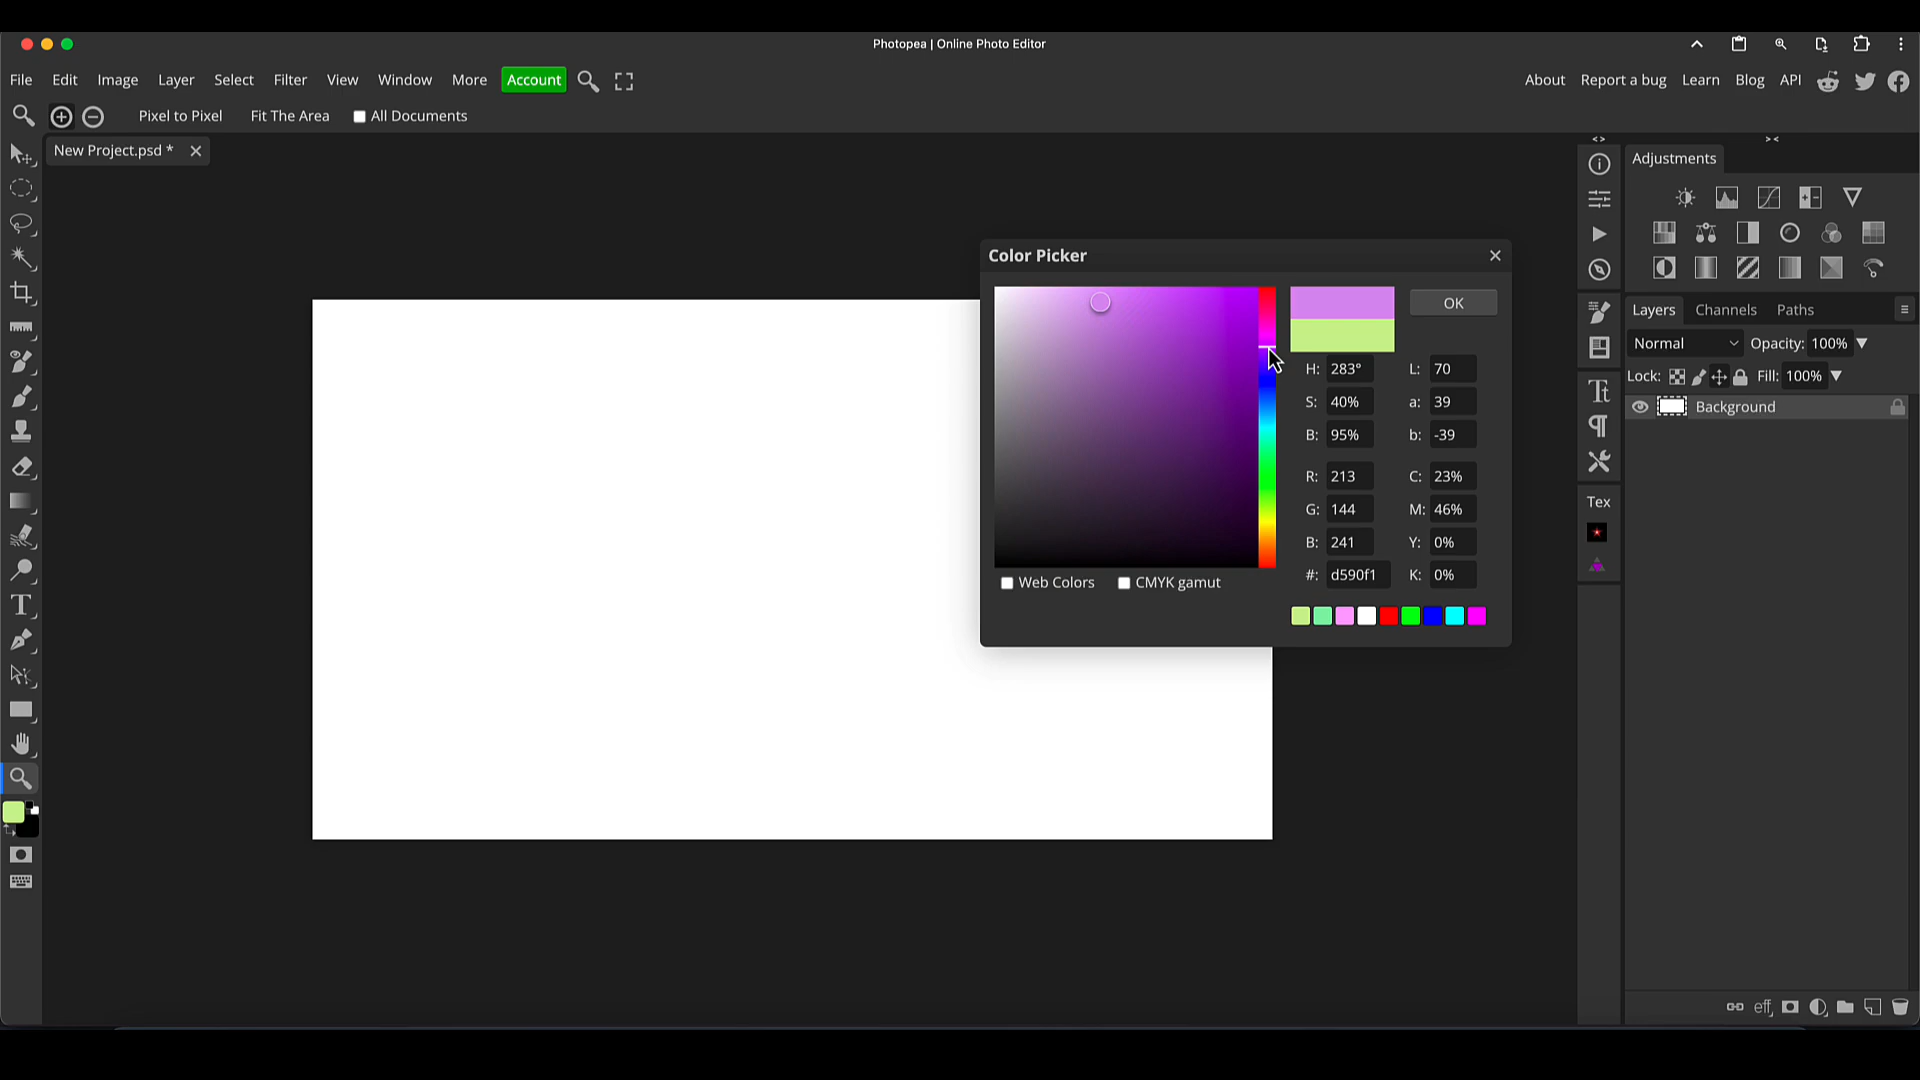 Photopea | Online Photo Editor
File Edit Image Layer Select Filter View Window More Account About Report a bug Learn Blog API
Pixel to Pixel Fit The Area All Documents
New Project.psd *
Adjustments
Color Picker
OK
Layers Channels Paths
Normal Opacity: 100%
Lock: Fill: 100%
Background
H: 283° L: 70
S: 40% a: 39
B: 95% b: -39
R: 213 C: 23%
G: 144 M: 46%
B: 241 Y: 0%
#: d590f1 K: 0%
Web Colors CMYK gamut
Tex
eff